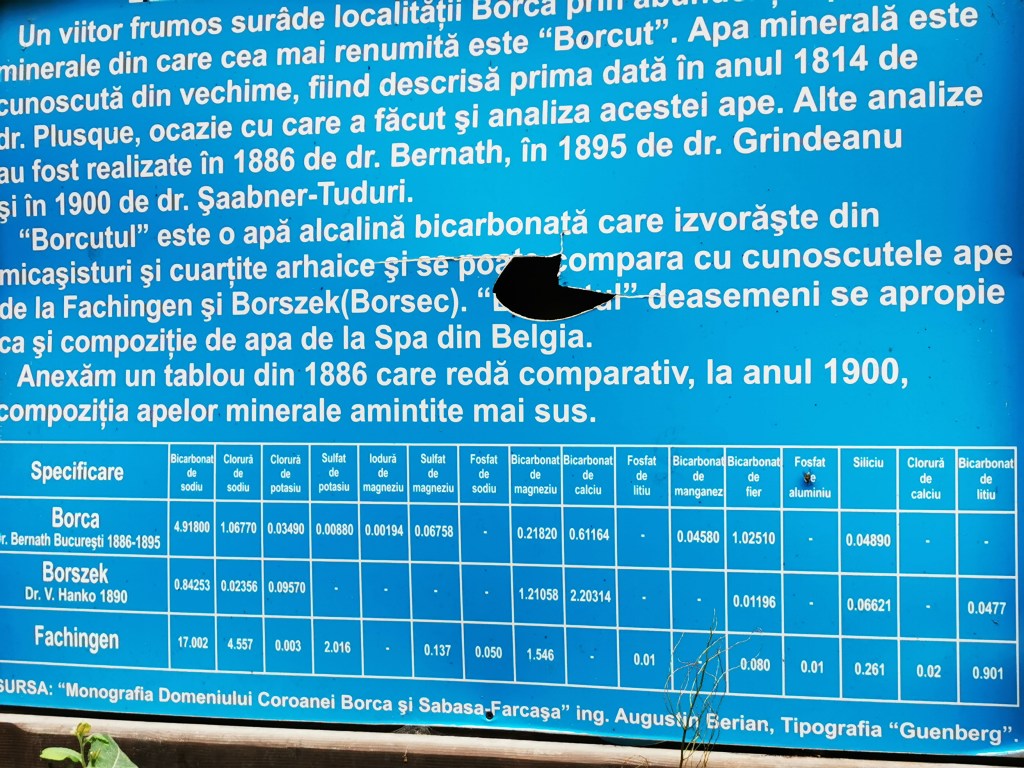 Un viitor frumos surâde localității Borca prin
minerale din care cea mai renumită este “Borcut”. Apa minerală este
cunoscută din vechime, fiind descrisă prima dată în anul 1814 de
dr. Plusque, ocazie cu care a făcut şi analiza acestei ape. Alte analize
au fost realizate în 1886 de dr. Bernath, în 1895 de dr. Grindeanu
şi în 1900 de dr. Şaabner-Tuduri.
“Borcutul” este o apă alcalină bicarbonată care izvorăşte din
micaşisturi şi cuarțite arhaice şi se compara cu cunoscutele ape
de la Fachingen şi Borszek(Borsec). deasemeni se apropie
ca şi compoziție de apa de la Spa din Belgia.
Anexăm un tablou din 1886 care redă comparativ, la anul 1900,
compoziția apelor minerale amintite mai sus.
Specificare Bicarbonat de sodiu Clorură de sodiu Clorură de potasiu Sulfat de potasiu Iodură de magneziu Sulfat de magneziu Fosfat de sodiu Bicarbonat de magneziu Bicarbonat de calciu Fosfat de litiu Bicarbonat de manganez Bicarbonat de fier Fosfat de aluminiu Siliciu Clorură de calciu Bicarbonat de litiu
Borca
Dr. Bernath Bucureşti 1886-1895 4.91800 1.06770 0.03490 0.00880 0.00194 0.06758 - 0.21820 0.61164 - 0.04580 1.02510 - 0.04890 - -
Borszek
Dr. V. Hanko 1890 0.84253 0.02356 0.09570 - - - - 1.21058 2.20314 - - 0.01196 - 0.06621 - 0.0477
Fachingen 17.002 4.557 0.003 2.016 - 0.137 0.050 1.546 - 0.01 0.080 0.01 0.261 0.02 0.901
SURSA: “Monografia Domeniului Coroanei Borca şi Sabasa-Farcaşa” ing. Augustin Berian, Tipografia “Guenberg”.